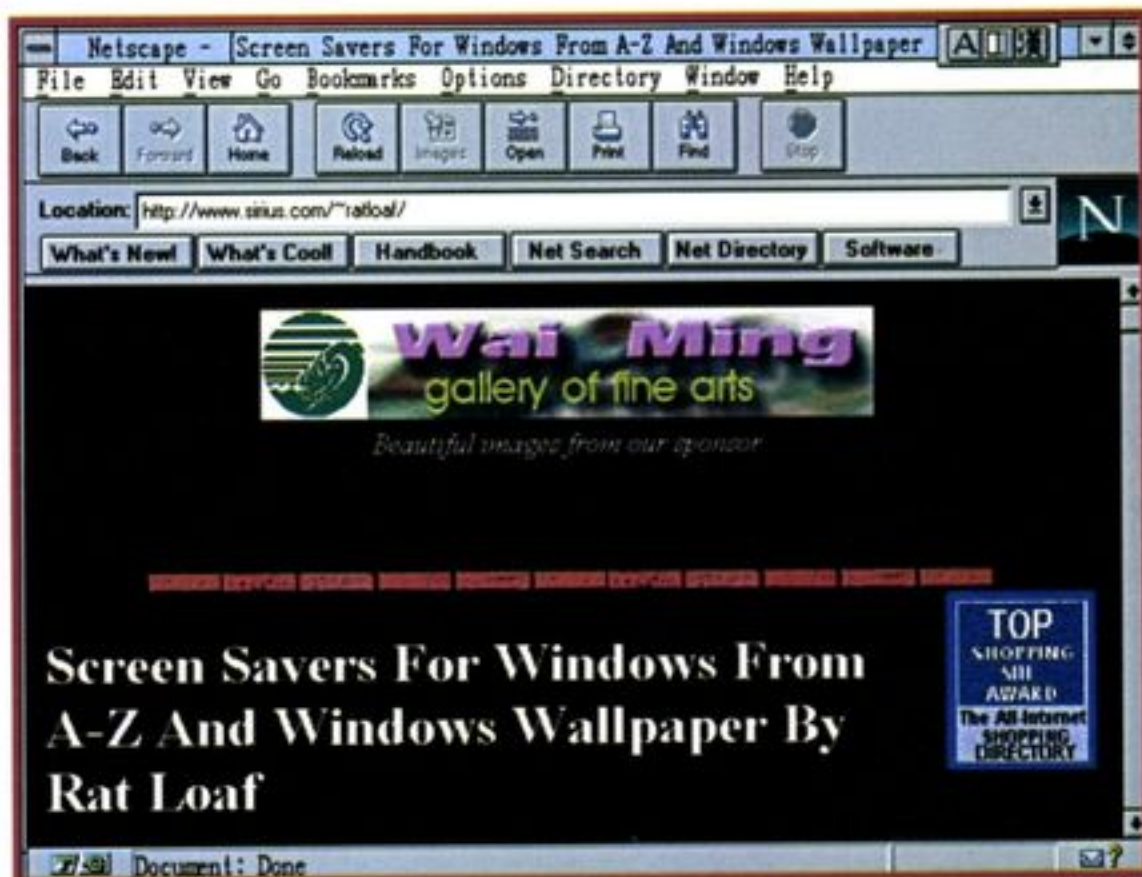 Netscape - [Screen Savers For Windows From A-Z And Windows Wallpaper
File Edit View Go Bookmarks Options Directory Window Help
Back Forward Home Reload Images Open Print Find Stop
Location: http://www.sirius.com/~ratloaf/
N
What's New! What's Cool! Handbook Net Search Net Directory Software
Wai Ming
gallery of fine arts
Beautiful images from our sponsor
TOP
SHOPPING
SITE
AWARD
The All-Internet
SHOPPING
DIRECTORY
Screen Savers For Windows From
A-Z And Windows Wallpaper By
Rat Loaf
Document: Done